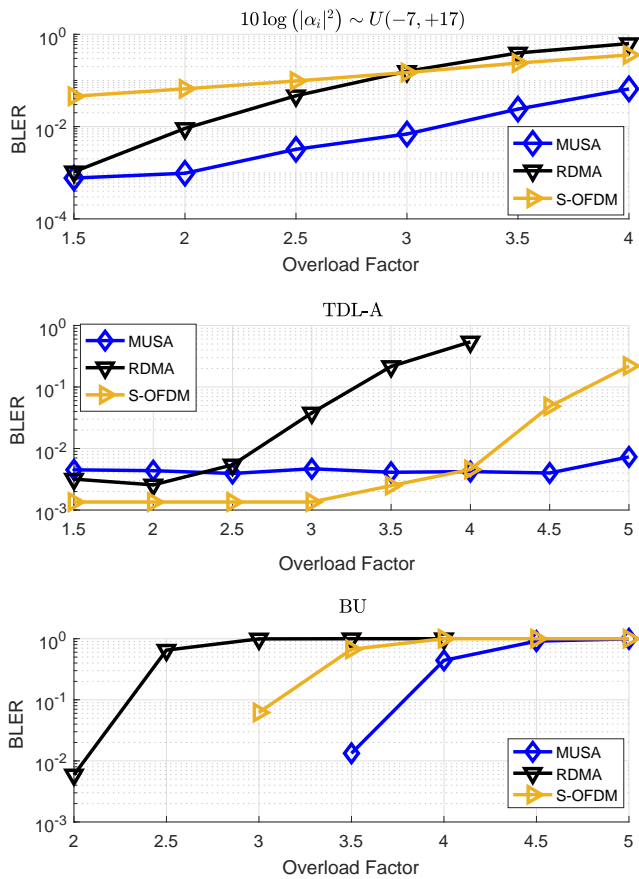 10 log (|α_i|²) ∼ U(−7, +17)
10^0
10^-2
10^-4
BLER
MUSA
RDMA
S-OFDM
1.5 2 2.5 3 3.5 4
Overload Factor
TDL-A
10^0
10^-1
10^-2
10^-3
BLER
MUSA
RDMA
S-OFDM
1.5 2 2.5 3 3.5 4 4.5 5
Overload Factor
BU
10^0
10^-1
10^-2
10^-3
BLER
MUSA
RDMA
S-OFDM
2 2.5 3 3.5 4 4.5 5
Overload Factor